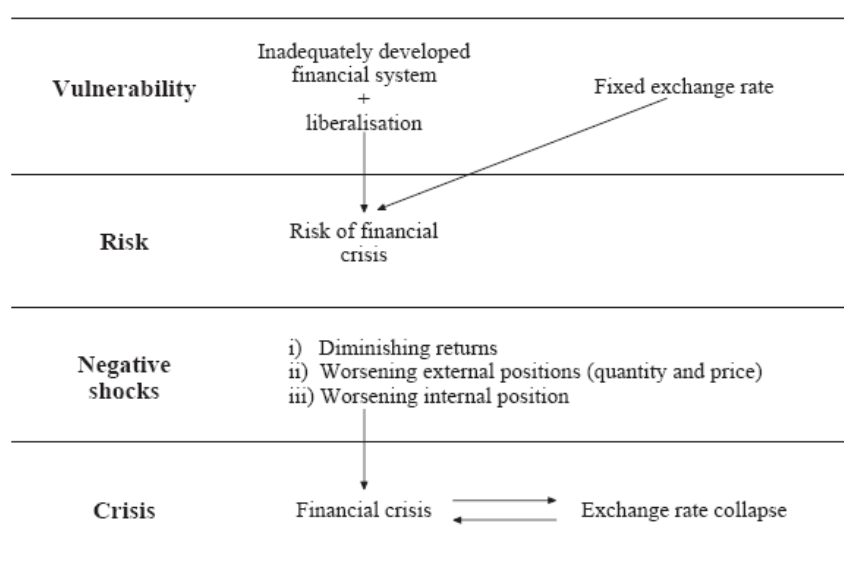 Vulnerability
Inadequately developed
financial system
+
liberalisation
Fixed exchange rate
Risk
Risk of financial
crisis
Negative
shocks
i) Diminishing returns
ii) Worsening external positions (quantity and price)
iii) Worsening internal position
Crisis
Financial crisis
Exchange rate collapse